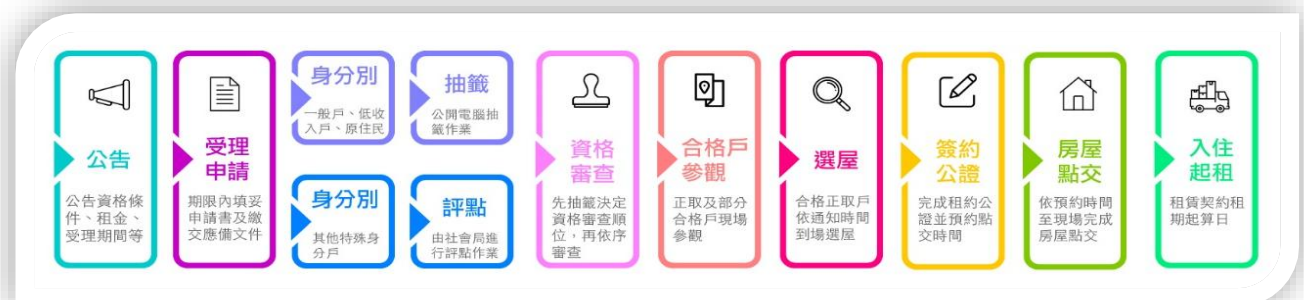 公告
公告資格條
件、租金、
受理期間等
受理
申請
期限內填妥
申請書及繳
交應備文件
身分別
一般戶、低收
入戶、原住民
抽籤
公開電腦抽
籤作業
身分別
其他特殊身
分戶
評點
由社會局進
行評點作業
資格
審查
先抽籤決定
資格審查順
位，再依序
審查
合格戶
參觀
正取及部分
合格戶現場
參觀
選屋
合格正取戶
依通知時間
到場選屋
簽約
公證
完成租約公
證並預約點
交時間
房屋
點交
依預約時間
至現場完成
房屋點交
入住
起租
租賃契約租
期起算日